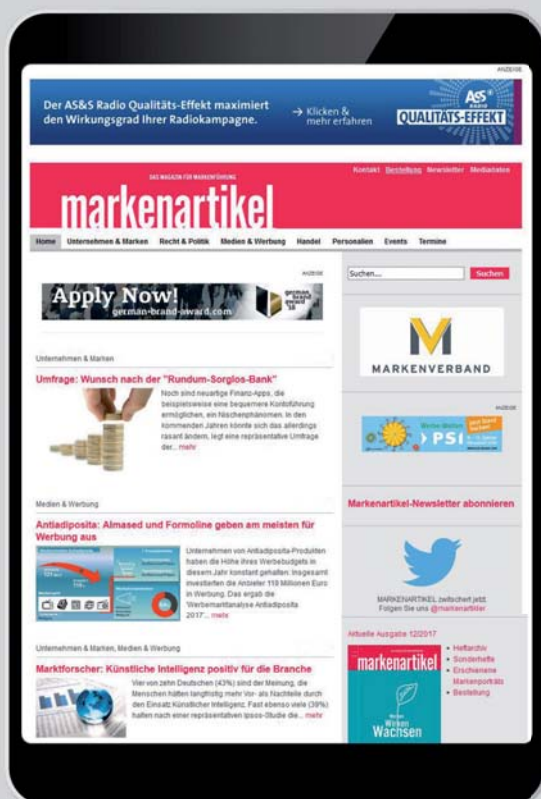 ANZEIGE
Der AS&S Radio Qualitäts-Effekt maximiert
den Wirkungsgrad Ihrer Radiokampagne.
→ Klicken &
mehr erfahren
AS&S
RADIO
QUALITÄTS-EFFEKT
Kontakt Bestellung Newsletter Mediadaten
DAS MAGAZIN FÜR MARKENFÜHRUNG
markenartikel
Home Unternehmen & Marken Recht & Politik Medien & Werbung Handel Personalien Events Termine
ANZEIGE
Apply Now!
german-brand-award.com
german
brand
award
18
Unternehmen & Marken
Umfrage: Wunsch nach der "Rundum-Sorglos-Bank"
Noch sind neuartige Finanz-Apps, die
beispielsweise eine bequemere Kontoführung
ermöglichen, ein Nischenphänomen. In den
kommenden Jahren könnte sich das allerdings
rasant ändern, legt eine repräsentative Umfrage
der... mehr
Medien & Werbung
Antiadiposita: Almased und Formoline geben am meisten für
Werbung aus
Unternehmen von Antiadiposita-Produkten
haben die Höhe ihres Werbebudgets in
diesem Jahr konstant gehalten: Insgesamt
investierten die Anbieter 119 Millionen Euro
in Werbung. Das ergab die
'Werbemarktanalyse Antiadiposita
2017'... mehr
Unternehmen & Marken, Medien & Werbung
Marktforscher: Künstliche Intelligenz positiv für die Branche
Vier von zehn Deutschen (43%) sind der Meinung, die
Menschen hätten langfristig mehr Vor- als Nachteile durch
den Einsatz Künstlicher Intelligenz. Fast ebenso viele (39%)
halten nach einer repräsentativen Ipsos-Studie die... mehr
Suchen... Suchen
MARKENVERBAND
ANZEIGE
PSI
Markenartikel-Newsletter abonnieren
MARKENARTIKEL zwitschert jetzt.
Folgen Sie uns @markenartikler
Aktuelle Ausgabe 12/2017
markenartikel
Wirken
Wachsen
• Heftarchiv
• Sonderhefte
• Erschienene
Markenporträts
• Bestellung